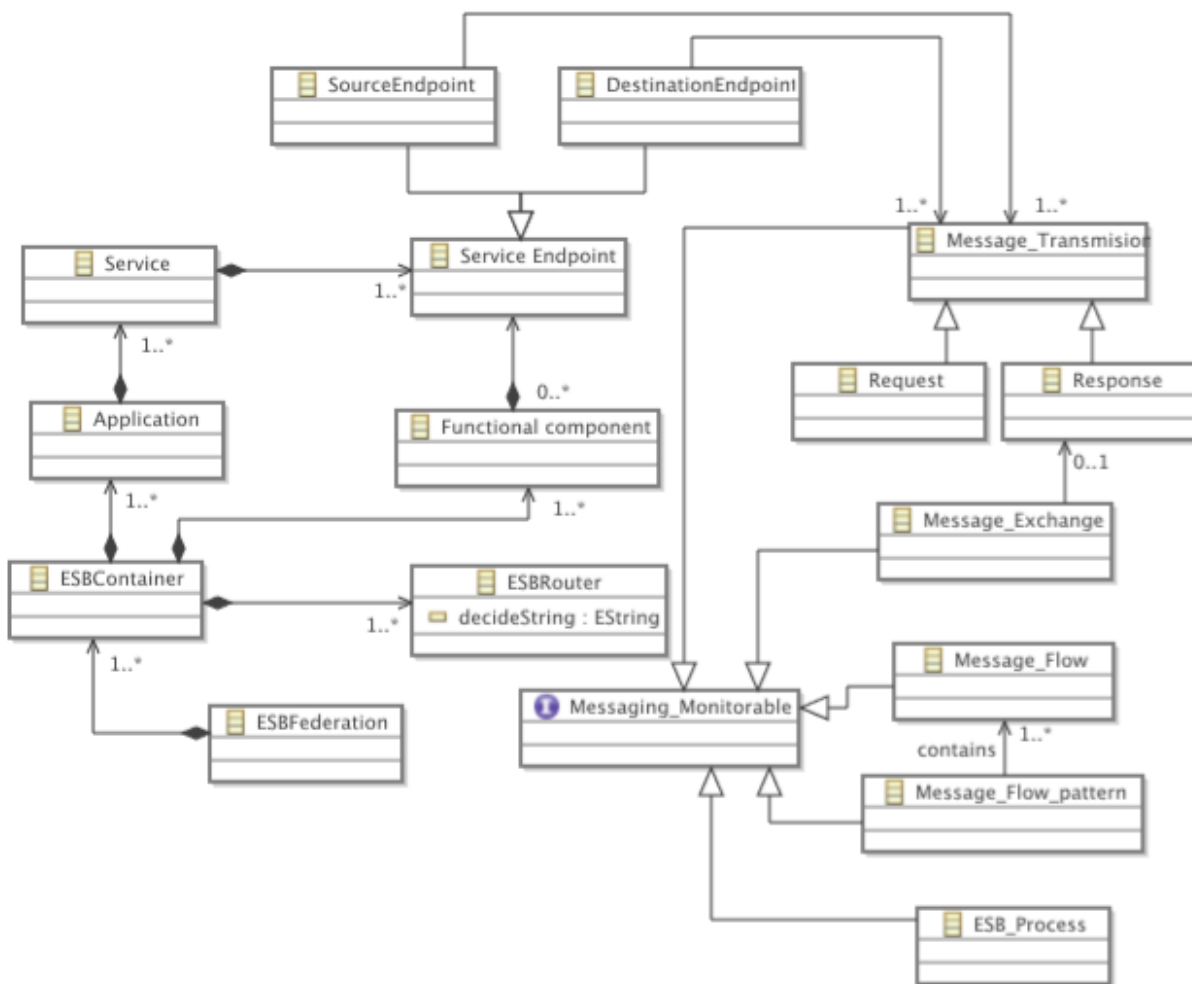 SourceEndpoint
DestinationEndpoint
1..*
1..*
Message_Transmision
Service
Service Endpoint
1..*
1..*
Request
Response
Application
0..*
Functional component
0..1
1..*
1..*
Message_Exchange
ESBContainer
ESBRouter
decideString : EString
1..*
1..*
Message_Flow
I
Messaging_Monitorable
ESBFederation
1..*
contains
Message_Flow_pattern
ESB_Process